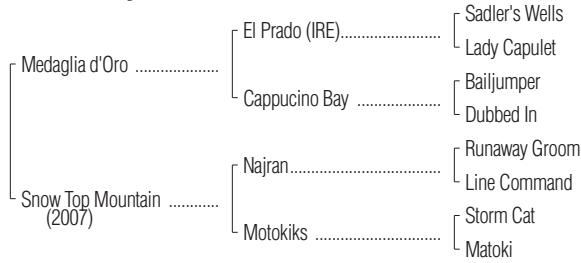 Sadler's Wells
El Prado (IRE)....................
Lady Capulet
Medaglia d'Oro ...................
Bailjumper
Cappucino Bay ...................
Dubbed In
Runaway Groom
Najran..............................
Line Command
Snow Top Mountain ...........
(2007)
Storm Cat
Motokiks ...........................
Matoki